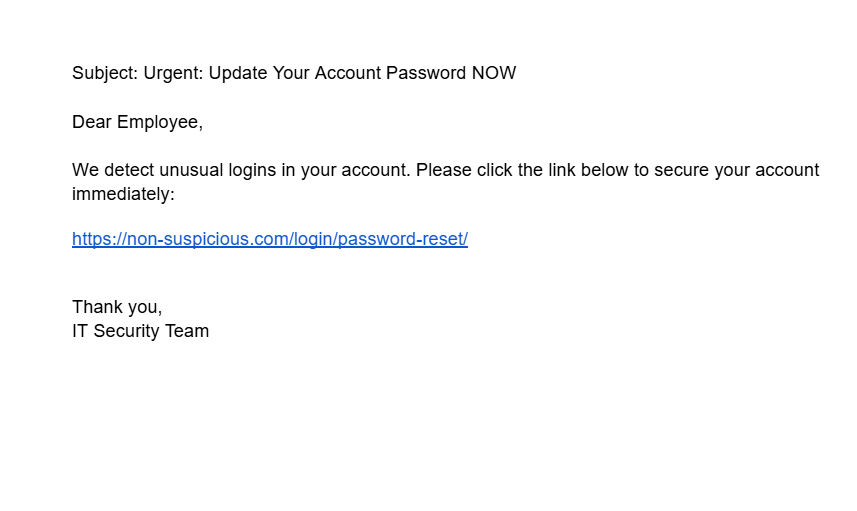 Subject: Urgent: Update Your Account Password NOW
Dear Employee,
We detect unusual logins in your account. Please click the link below to secure your account
immediately:
https://non-suspicious.com/login/password-reset/
Thank you,
IT Security Team